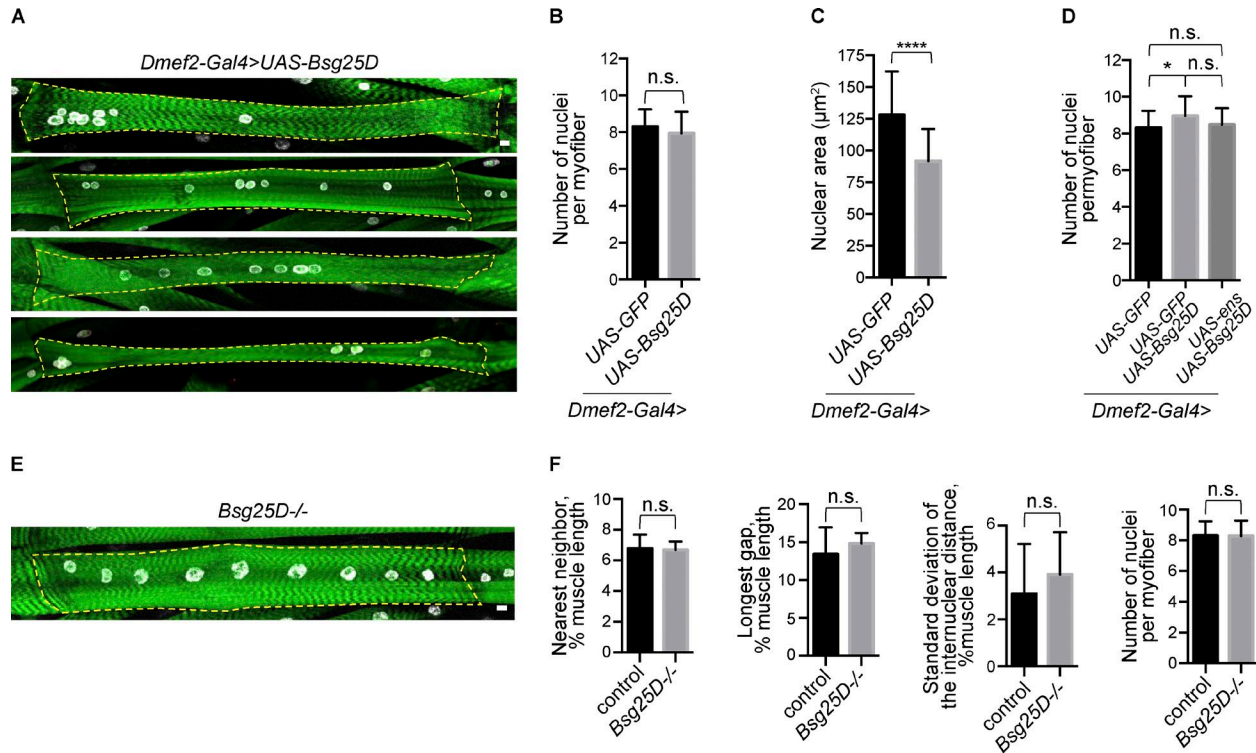 A
Dmef2-Gal4>UAS-Bsg25D
B
Number of nuclei
per myofiber
12
10
8
6
4
2
0
n.s.
UAS-GFP
UAS-Bsg25D
Dmef2-Gal4>
C
Nuclear area (μm²)
175
150
125
100
75
50
25
0
****
UAS-GFP
UAS-Bsg25D
Dmef2-Gal4>
D
Number of nuclei
permyofiber
12
10
8
6
4
2
0
n.s.
*
n.s.
UAS-GFP
UAS-GFP
UAS-Bsg25D
UAS-ens
UAS-Bsg25D
Dmef2-Gal4>
E
Bsg25D-/-
F
Nearest neighbor,
% muscle length
10
8
6
4
2
0
n.s.
control
Bsg25D-/-
Longest gap,
% muscle length
20
15
10
5
0
n.s.
control
Bsg25D-/-
Standard deviation of
the internuclear distance,
%muscle length
6
4
2
0
n.s.
control
Bsg25D-/-
Number of nuclei
per myofiber
12
10
8
6
4
2
0
n.s.
control
Bsg25D-/-